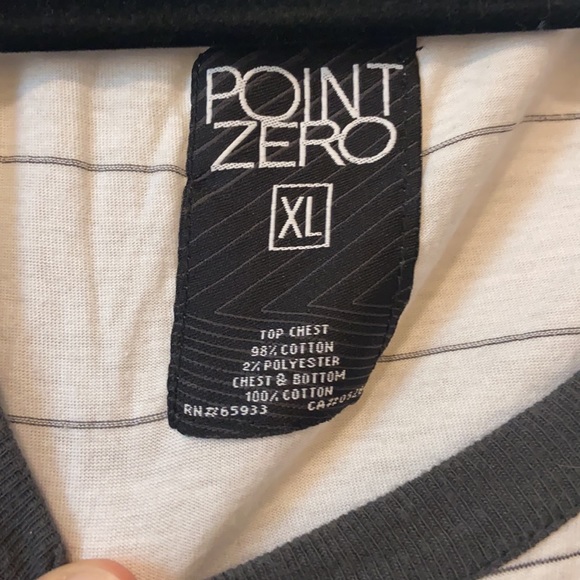 POINT
ZERO
XL
TOP CHEST
98% COTTON
2% POLYESTER
CHEST & BOTTOM
100% COTTON
RN#65933